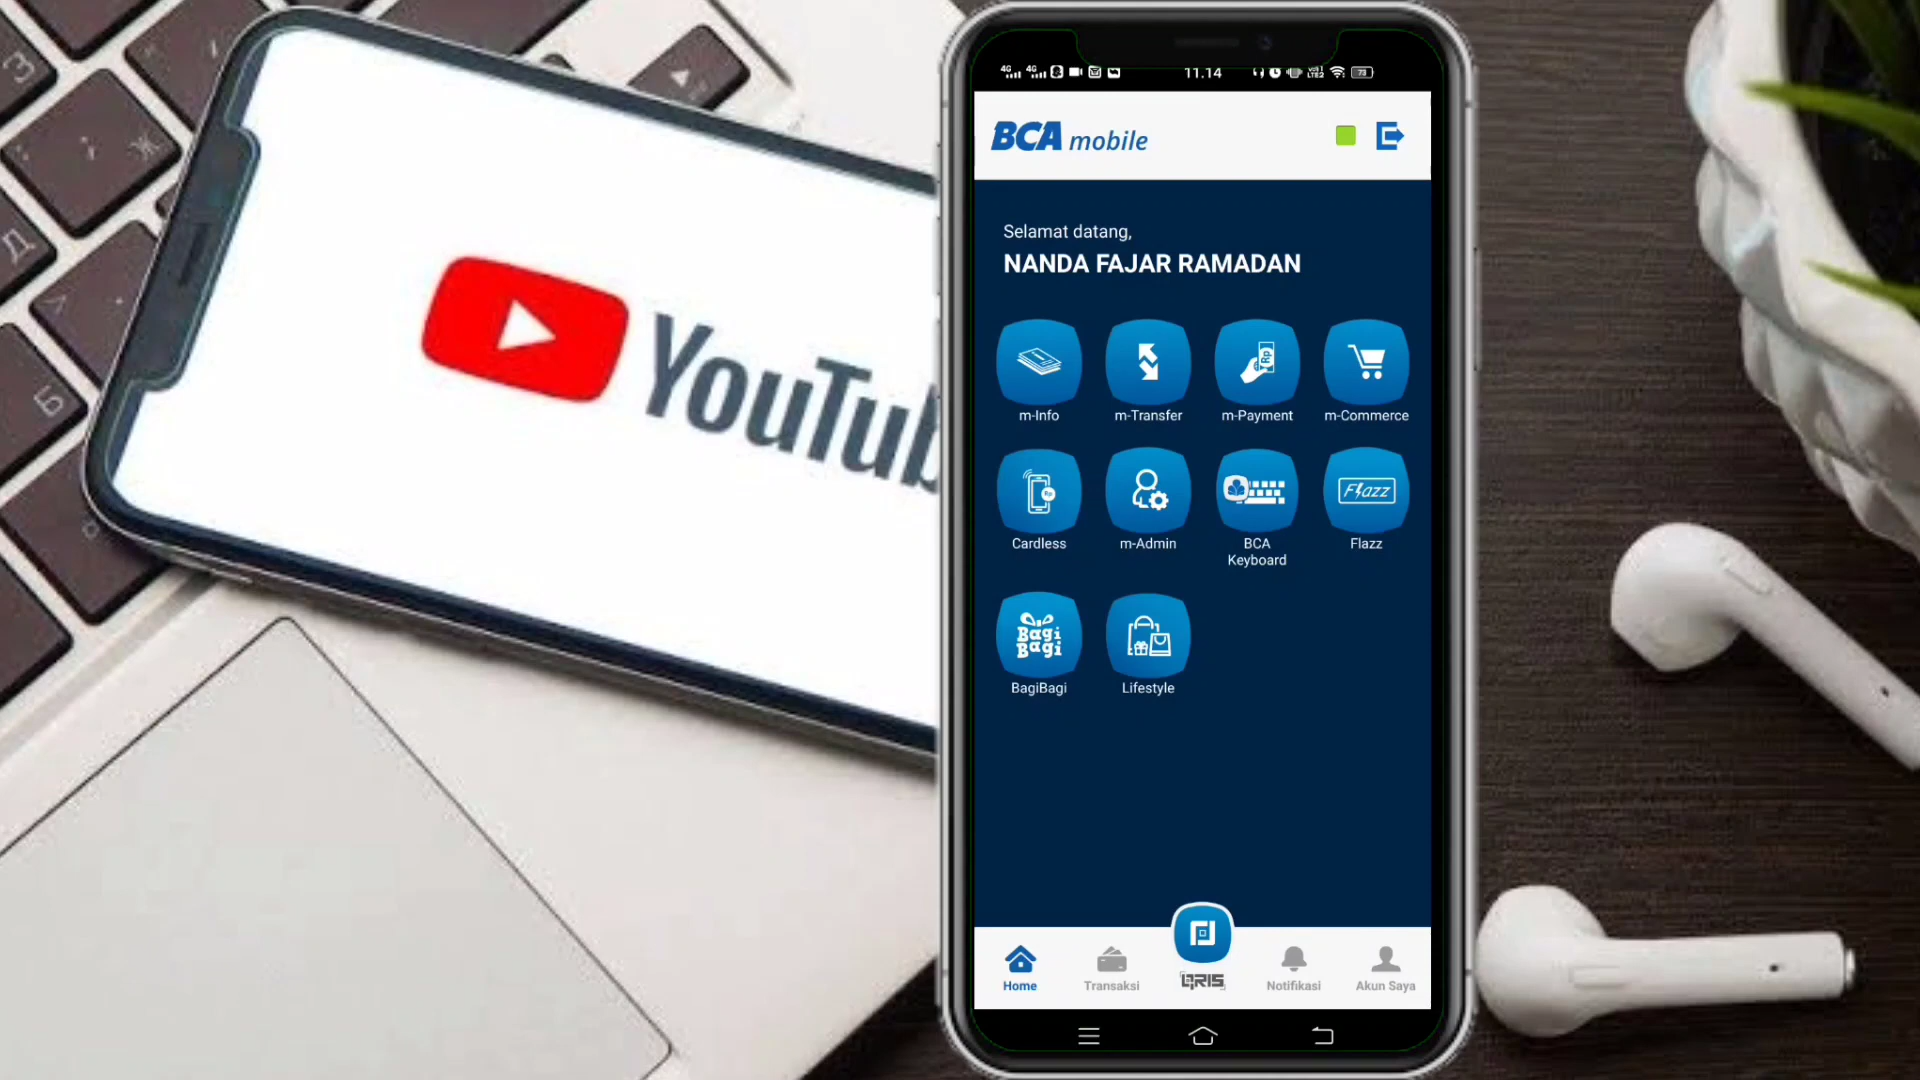 YouTub
11.14
73
BCA mobile
Selamat datang,
NANDA FAJAR RAMADAN
m-Info
m-Transfer
m-Payment
m-Commerce
Cardless
m-Admin
BCA
Keyboard
Flazz
Flazz
Bagi
Bagi
BagiBagi
Lifestyle
Home
Transaksi
QRIS
Notifikasi
Akun Saya